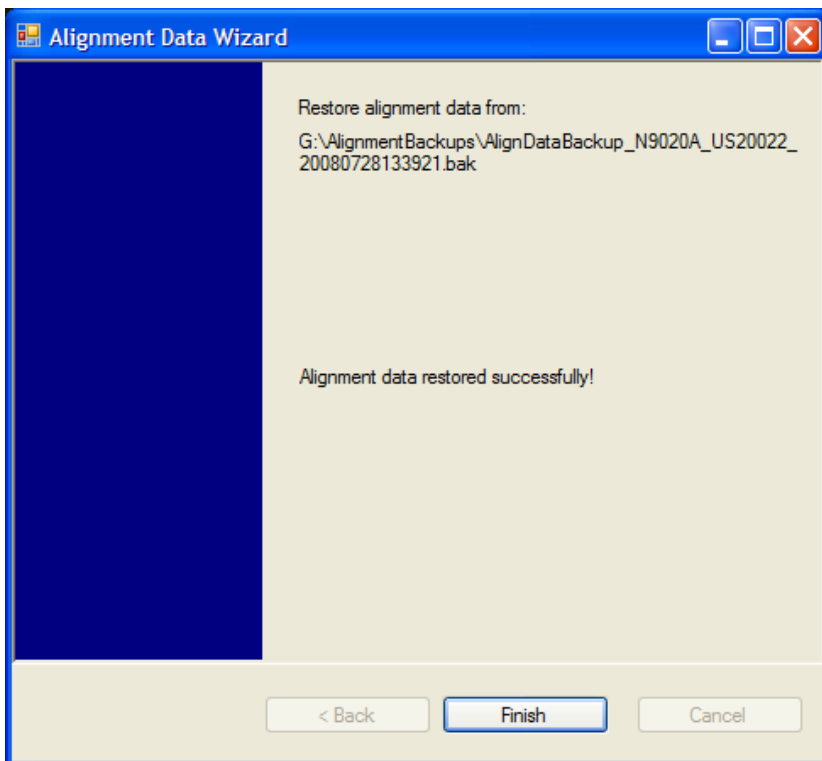 Alignment Data Wizard
Restore alignment data from:
G:\AlignmentBackups\AlignDataBackup_N9020A_US20022_
20080728133921.bak
Alignment data restored successfully!
< Back
Finish
Cancel